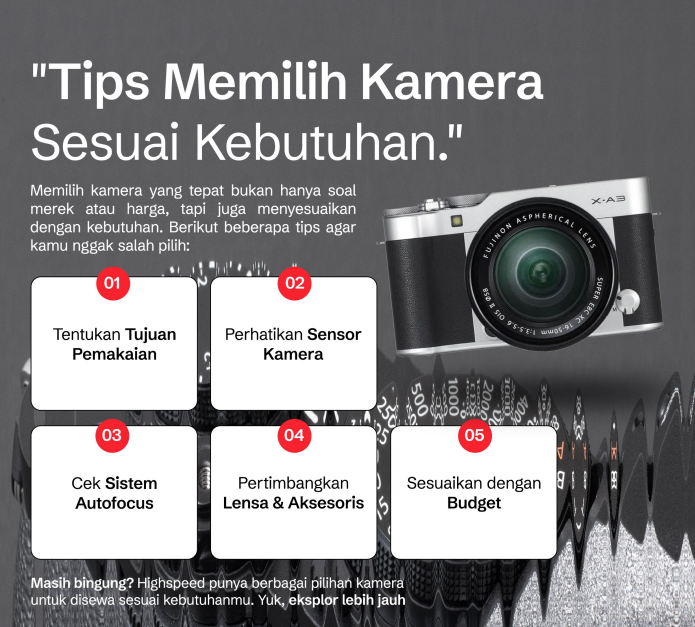 "Tips Memilih Kamera
Sesuai Kebutuhan."
Memilih kamera yang tepat bukan hanya soal
merek atau harga, tapi juga menyesuaikan
dengan kebutuhan. Berikut beberapa tips agar
kamu nggak salah pilih:
X-A3
FUJINON ASPHERICAL LENS
SUPER EBC XC 16-50mm 1:3.5-5.6 OIS II Ø58
01
Tentukan Tujuan
Pemakaian
02
Perhatikan Sensor
Kamera
03
Cek Sistem
Autofocus
04
Pertimbangkan
Lensa & Aksesoris
05
Sesuaikan dengan
Budget
500
1000
2000
Masih bingung? Highspeed punya berbagai pilihan kamera
untuk disewa sesuai kebutuhanmu. Yuk, eksplor lebih jauh